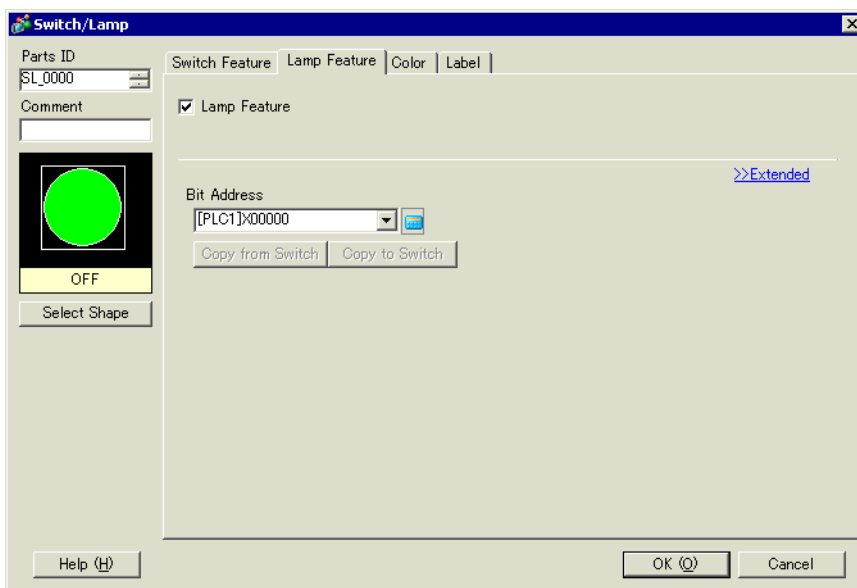 Switch/Lamp
Parts ID
SL_0000
Comment
OFF
Select Shape
Switch Feature Lamp Feature Color Label
Lamp Feature
>>Extended
Bit Address
[PLC1]X00000
Copy from Switch Copy to Switch
Help (H) OK (O) Cancel